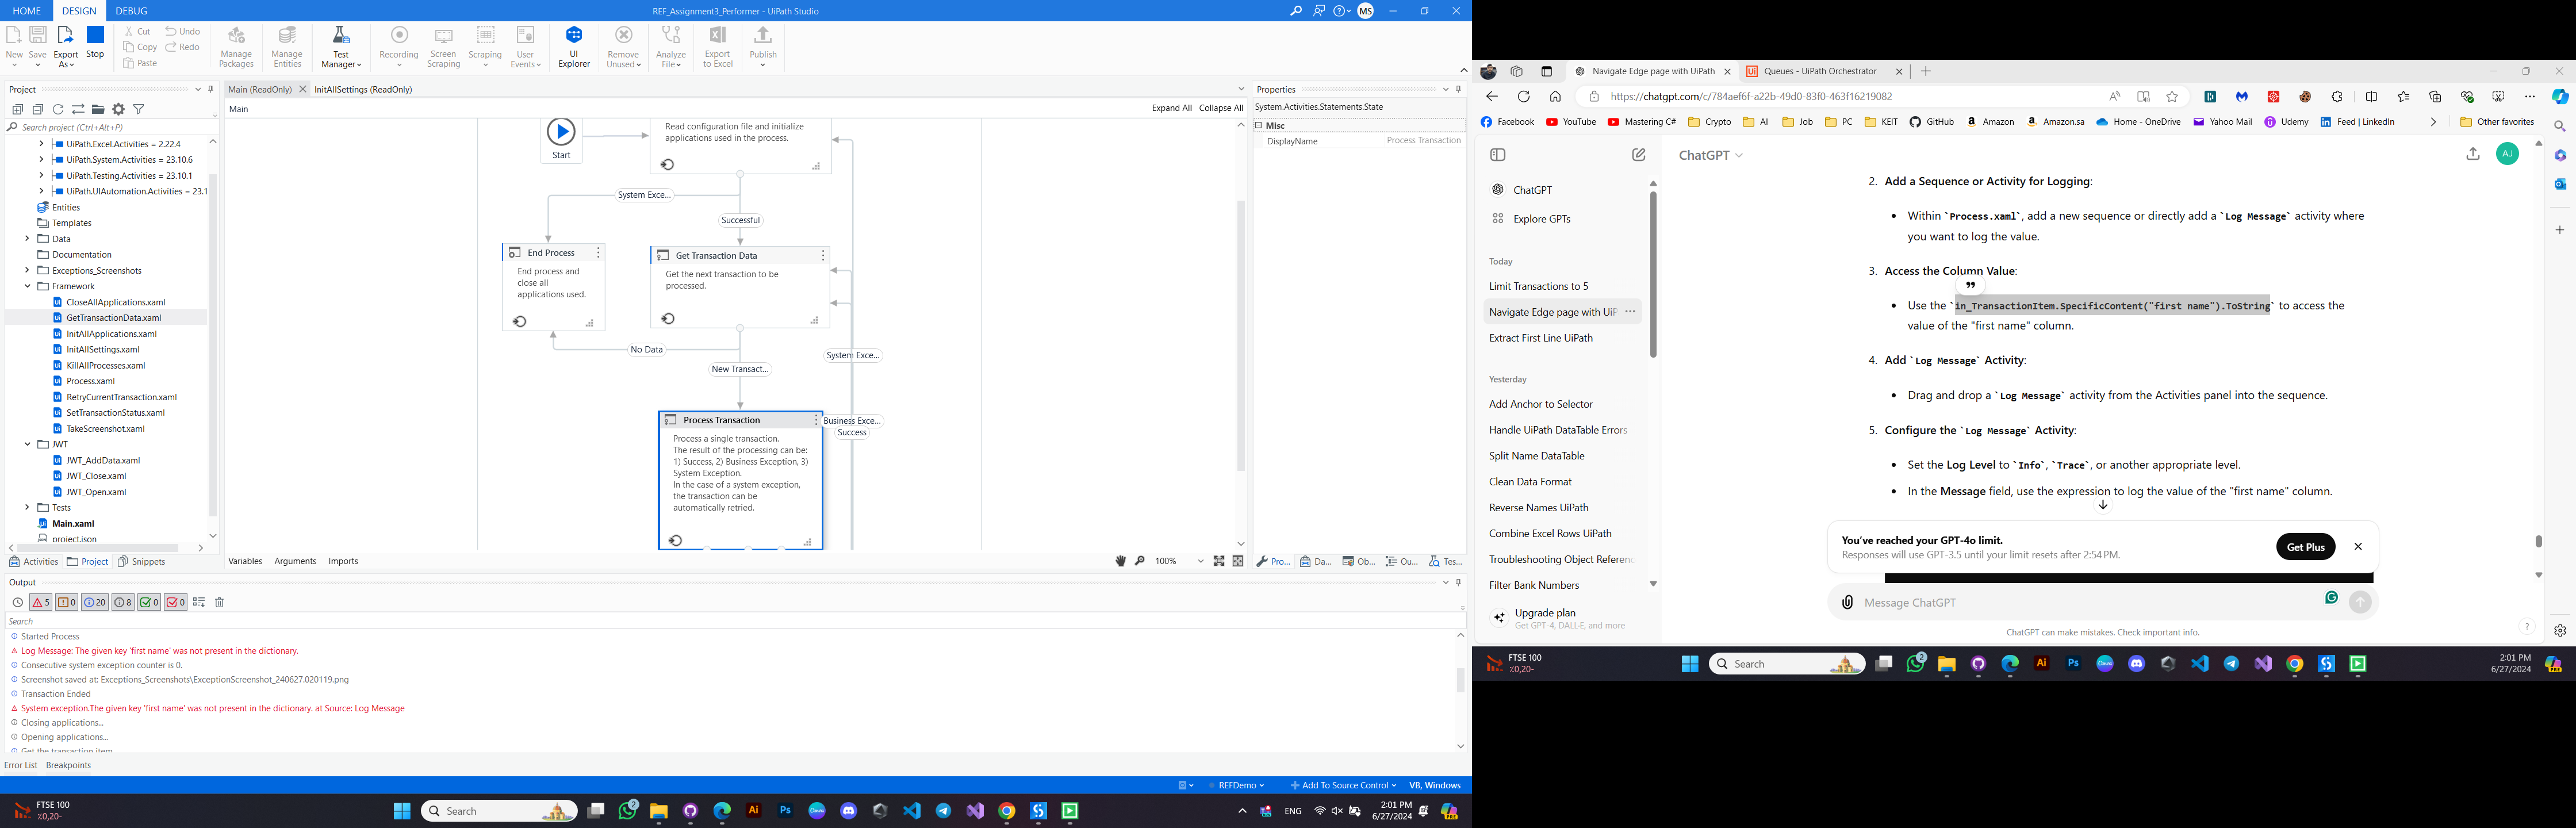 HOME DESIGN DEBUG
REF_Assignment3_Performer - UiPath Studio
MS
New Save Export As Stop
Cut Copy Paste Undo Redo
Manage Packages Manage Entities Test Manager Recording Screen Scraping Scraping User Events UI Explorer Remove Unused Analyze File Export to Excel Publish
Project
Search project (Ctrl+Alt+P)
UiPath.Excel.Activities = 2.22.4
UiPath.System.Activities = 23.10.6
UiPath.Testing.Activities = 23.10.1
UiPath.UIAutomation.Activities = 23.1
Entities
Templates
Data
Documentation
Exceptions_Screenshots
Framework
CloseAllApplications.xaml
GetTransactionData.xaml
InitAllApplications.xaml
InitAllSettings.xaml
KillAllProcesses.xaml
Process.xaml
RetryCurrentTransaction.xaml
SetTransactionStatus.xaml
TakeScreenshot.xaml
JWT
JWT_AddData.xaml
JWT_Close.xaml
JWT_Open.xaml
Tests
Main.xaml
project.json
Activities Project Snippets
Main (ReadOnly) InitAllSettings (ReadOnly)
Main Expand All Collapse All
Start
Read configuration file and initialize
applications used in the process.
System Exce...
Successful
End Process
End process and
close all
applications used.
Get Transaction Data
Get the next transaction to be
processed.
No Data
New Transact...
System Exce...
Business Exce...
Success
Process Transaction
Process a single transaction.
The result of the processing can be:
1) Success, 2) Business Exception, 3)
System Exception.
In the case of a system exception,
the transaction can be
automatically retried.
Variables Arguments Imports 100%
Properties
System.Activities.Statements.State
Misc
DisplayName Process Transaction
Pro... Da... Ob... Ou... Tes...
Output
5 0 20 8 0 0
Search
Started Process
Log Message: The given key 'first name' was not present in the dictionary.
Consecutive system exception counter is 0.
Screenshot saved at: Exceptions_Screenshots\ExceptionScreenshot_240627.020119.png
Transaction Ended
System exception.The given key 'first name' was not present in the dictionary. at Source: Log Message
Closing applications...
Opening applications...
Get the transaction item
Error List Breakpoints
REFDemo Add To Source Control VB, Windows
FTSE 100
٪0,20-
Search
2
Ai Ps
ENG
2:01 PM
6/27/2024
Navigate Edge page with UiPath Queues - UiPath Orchestrator
https://chatgpt.com/c/784aef6f-a22b-49d0-83f0-463f16219082
Facebook YouTube Mastering C# Crypto AI Job PC KEIT GitHub Amazon Amazon.sa Home - OneDrive Yahoo Mail Udemy Feed | LinkedIn Other favorites
ChatGPT
Explore GPTs
Today
Limit Transactions to 5
Navigate Edge page with UiP
Extract First Line UiPath
Yesterday
Add Anchor to Selector
Handle UiPath DataTable Errors
Split Name DataTable
Clean Data Format
Reverse Names UiPath
Combine Excel Rows UiPath
Troubleshooting Object Referenc
Filter Bank Numbers
Upgrade plan
Get GPT-4, DALL·E, and more
ChatGPT
AJ
2. Add a Sequence or Activity for Logging:
Within `Process.xaml`, add a new sequence or directly add a `Log Message` activity where
you want to log the value.
3. Access the Column Value:
Use the `in_TransactionItem.SpecificContent("first name").ToString` to access the
value of the "first name" column.
4. Add `Log Message` Activity:
Drag and drop a `Log Message` activity from the Activities panel into the sequence.
5. Configure the `Log Message` Activity:
Set the Log Level to `Info`, `Trace`, or another appropriate level.
In the Message field, use the expression to log the value of the "first name" column.
You've reached your GPT-4o limit.
Responses will use GPT-3.5 until your limit resets after 2:54 PM.
Get Plus
Message ChatGPT
ChatGPT can make mistakes. Check important info.
?
FTSE 100
٪0,20-
Search
2
Ai Ps
2:01 PM
6/27/2024